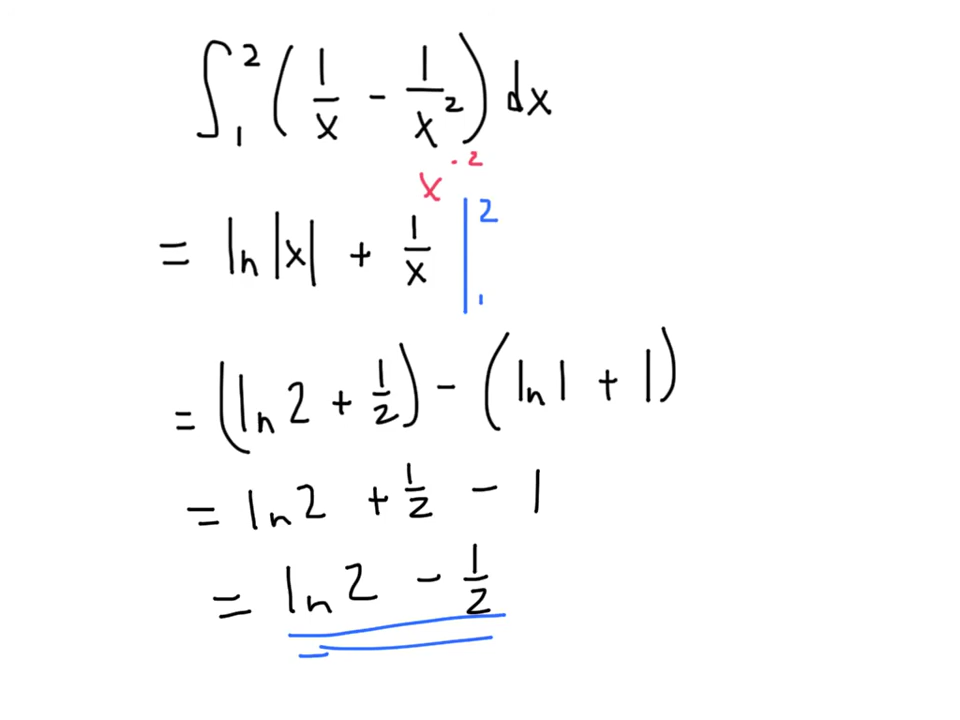 ∫₁² (1/x - 1/x²) dx
x⁻²
= ln|x| + 1/x |₁²
= (ln 2 + 1/2) - (ln 1 + 1)
= ln 2 + 1/2 - 1
= ln 2 - 1/2